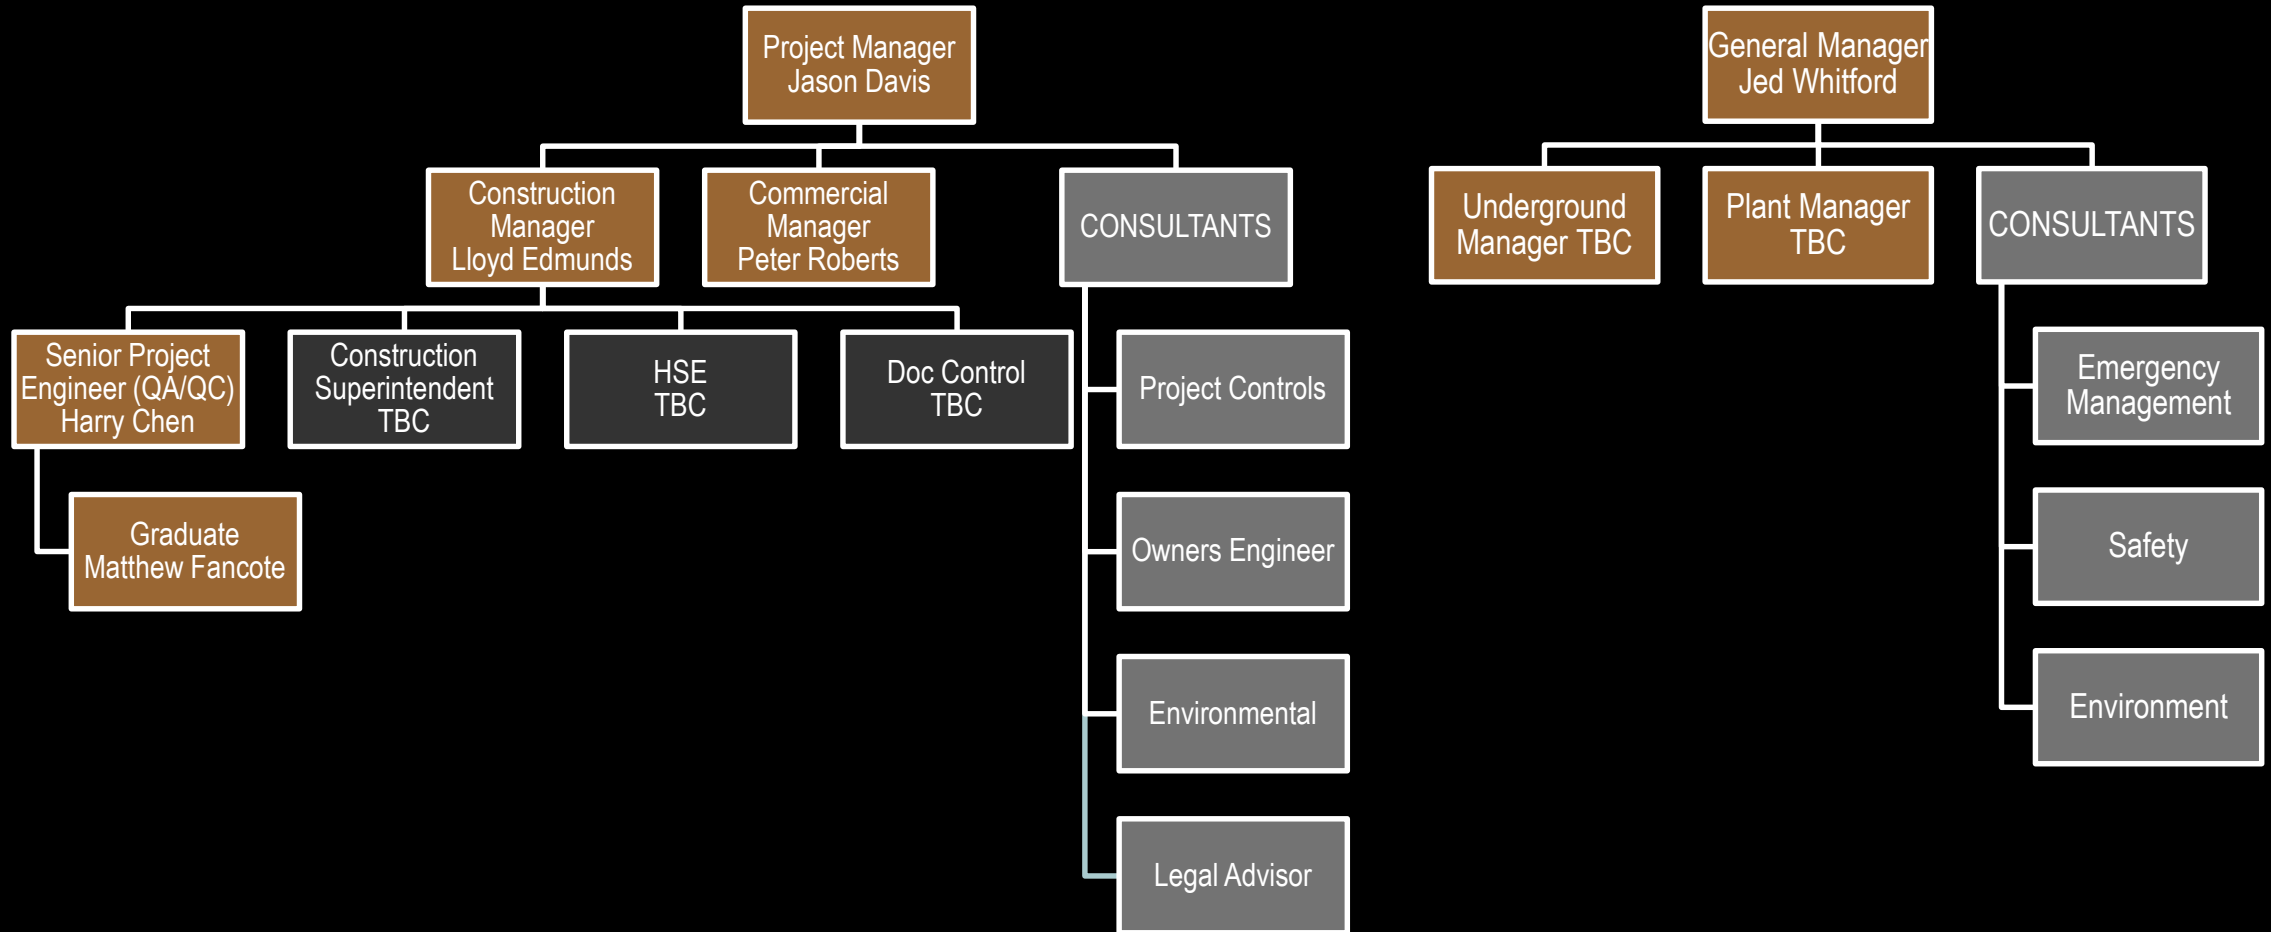 Project Manager
Jason Davis
General Manager
Jed Whitford
Construction
Manager
Lloyd Edmunds
Commercial
Manager
Peter Roberts
CONSULTANTS
Underground
Manager TBC
Plant Manager
TBC
CONSULTANTS
Senior Project
Engineer (QA/QC)
Harry Chen
Construction
Superintendent
TBC
HSE
TBC
Doc Control
TBC
Project Controls
Emergency
Management
Graduate
Matthew Fancote
Owners Engineer
Safety
Environmental
Environment
Legal Advisor